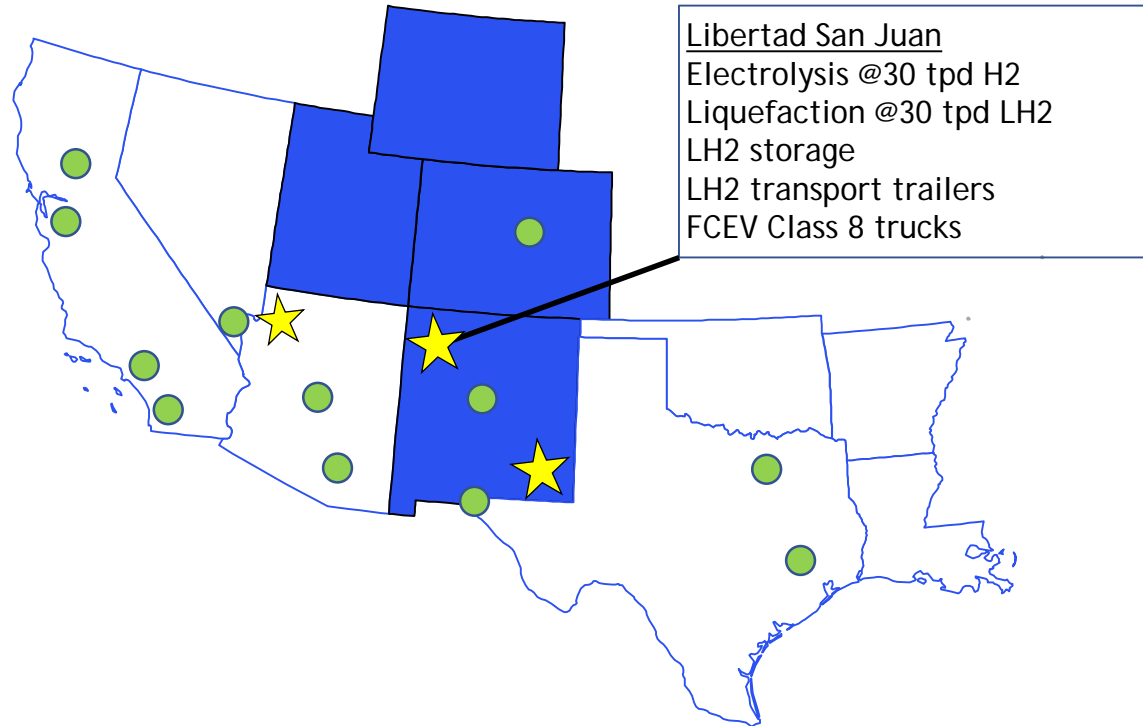 Libertad San Juan
Electrolysis @30 tpd H2
Liquefaction @30 tpd LH2
LH2 storage
LH2 transport trailers
FCEV Class 8 trucks